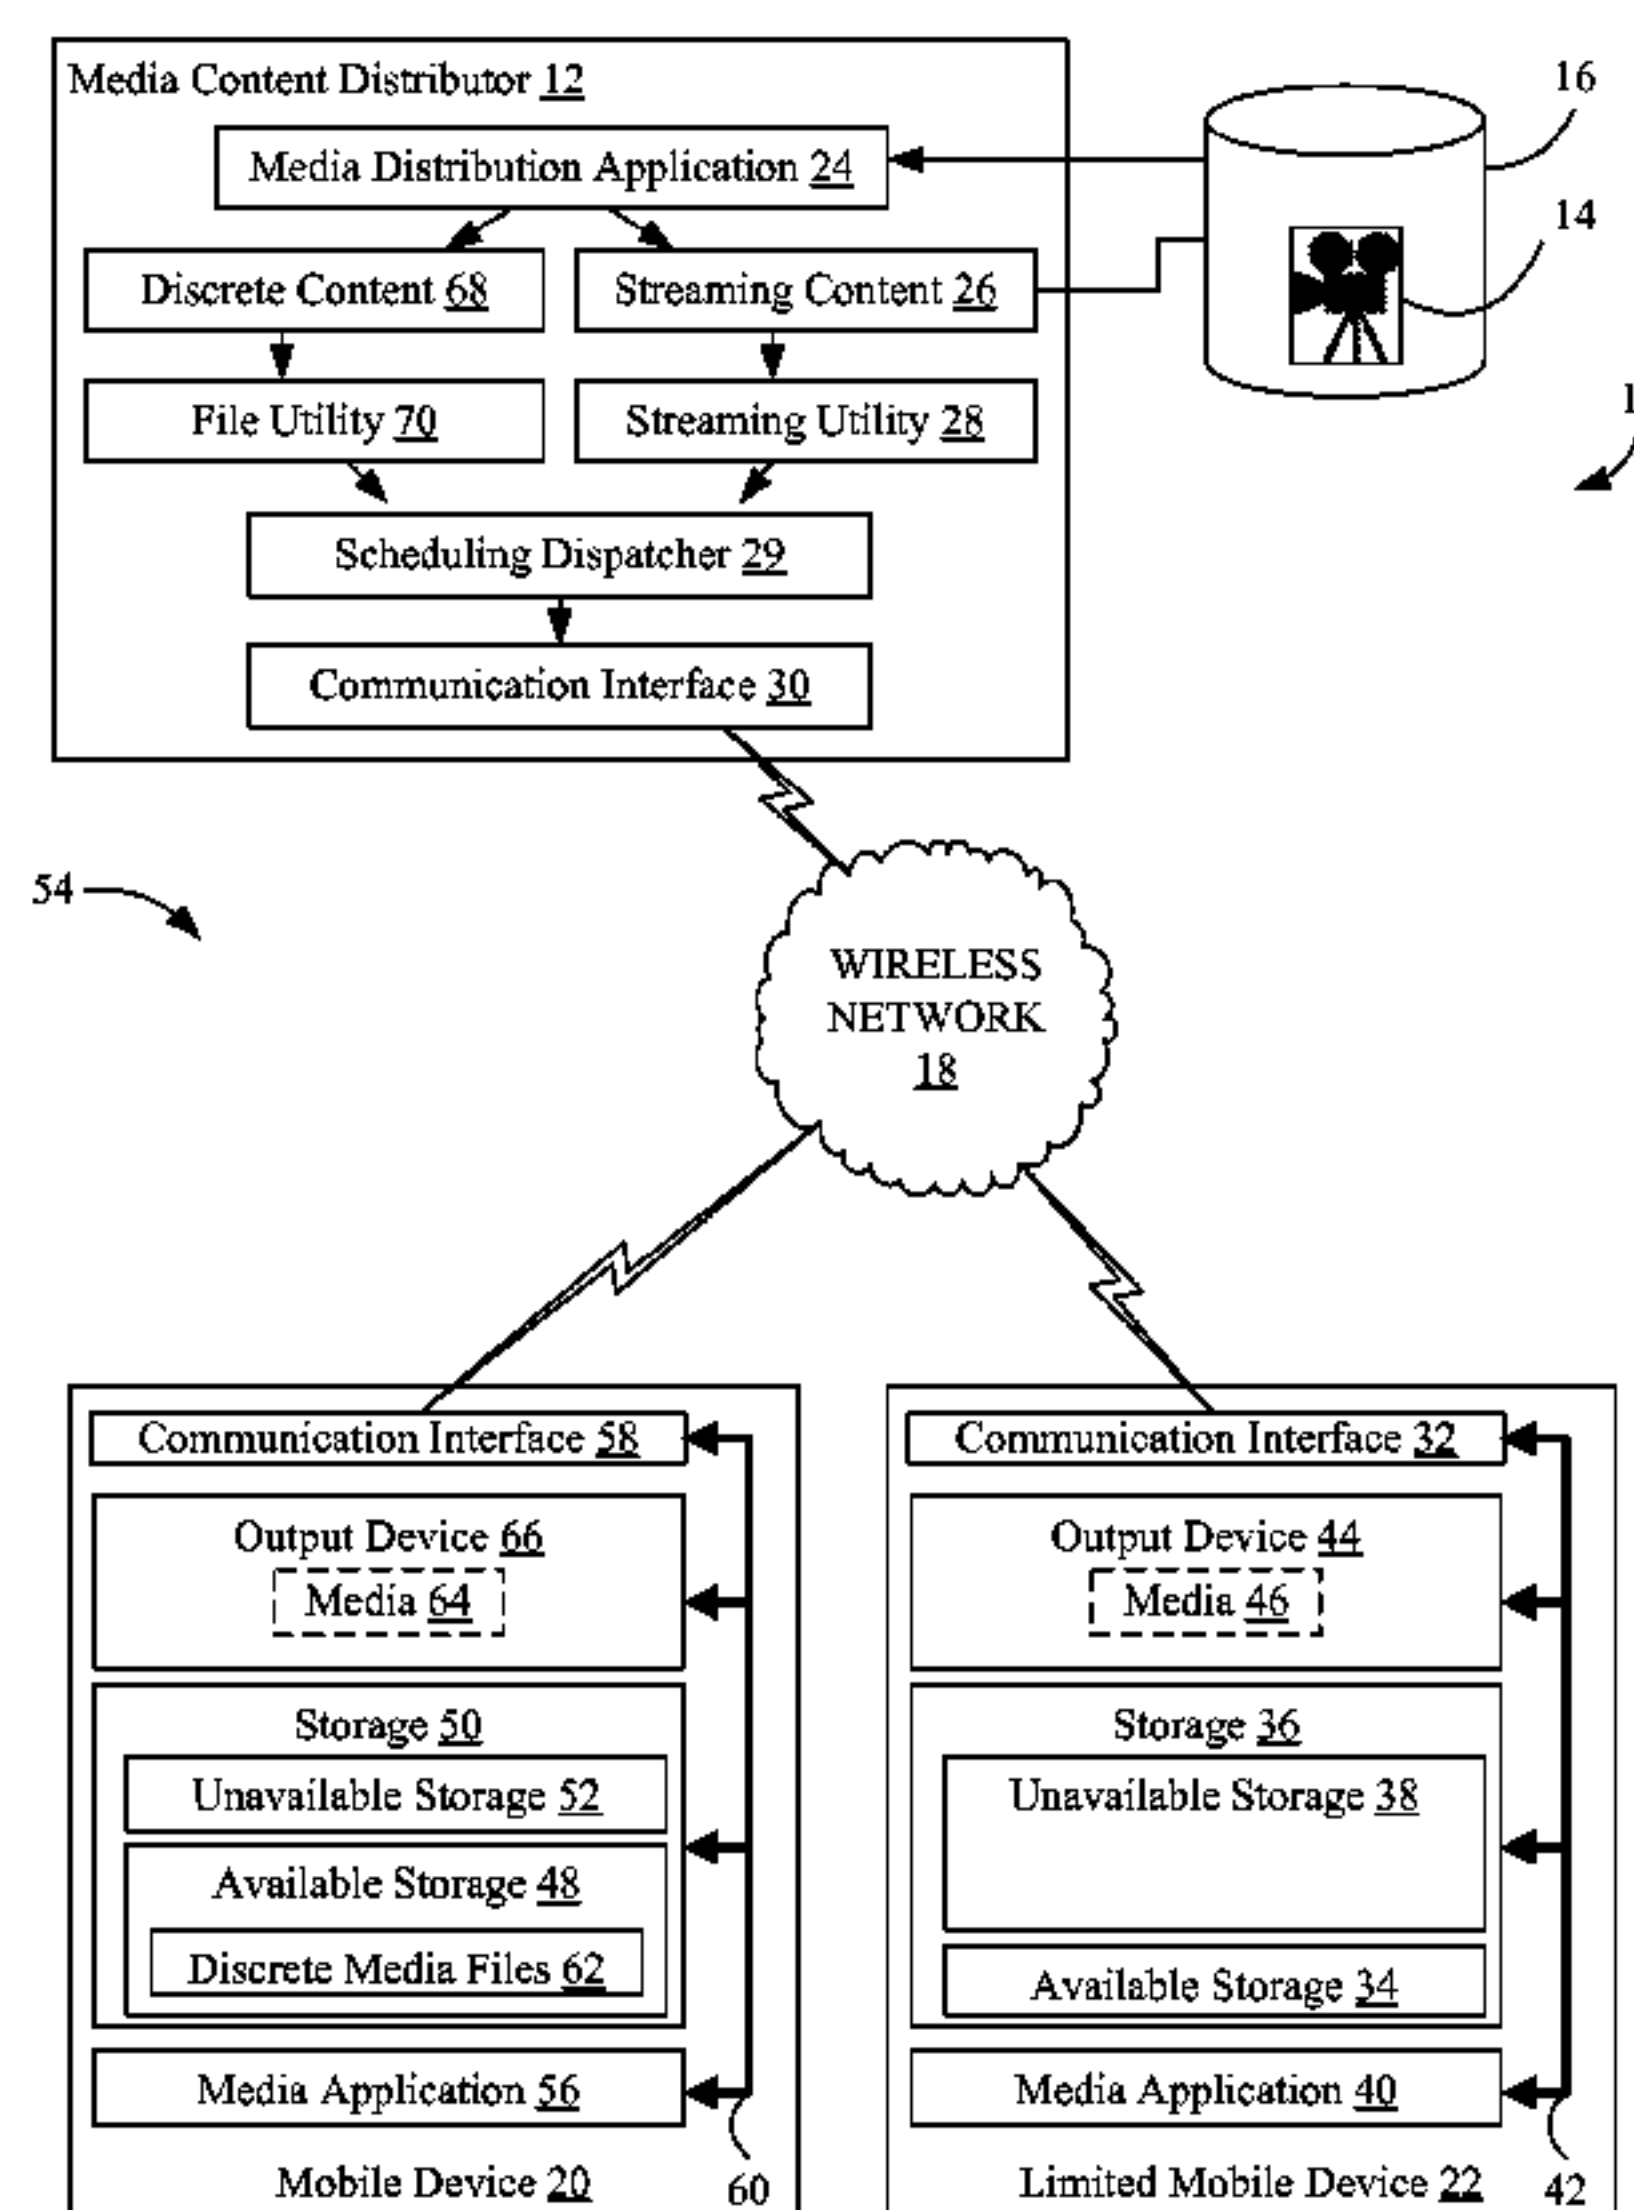 Media Content Distributor 12
16
Media Distribution Application 24
14
Discrete Content 68
Streaming Content 26
File Utility 70
Streaming Utility 28
Scheduling Dispatcher 29
Communication Interface 30
54
WIRELESS
NETWORK
18
Communication Interface 58
Output Device 66
Media 64
Storage 50
Unavailable Storage 52
Available Storage 48
Discrete Media Files 62
Media Application 56
Mobile Device 20
60
Communication Interface 32
Output Device 44
Media 46
Storage 36
Unavailable Storage 38
Available Storage 34
Media Application 40
Limited Mobile Device 22
42